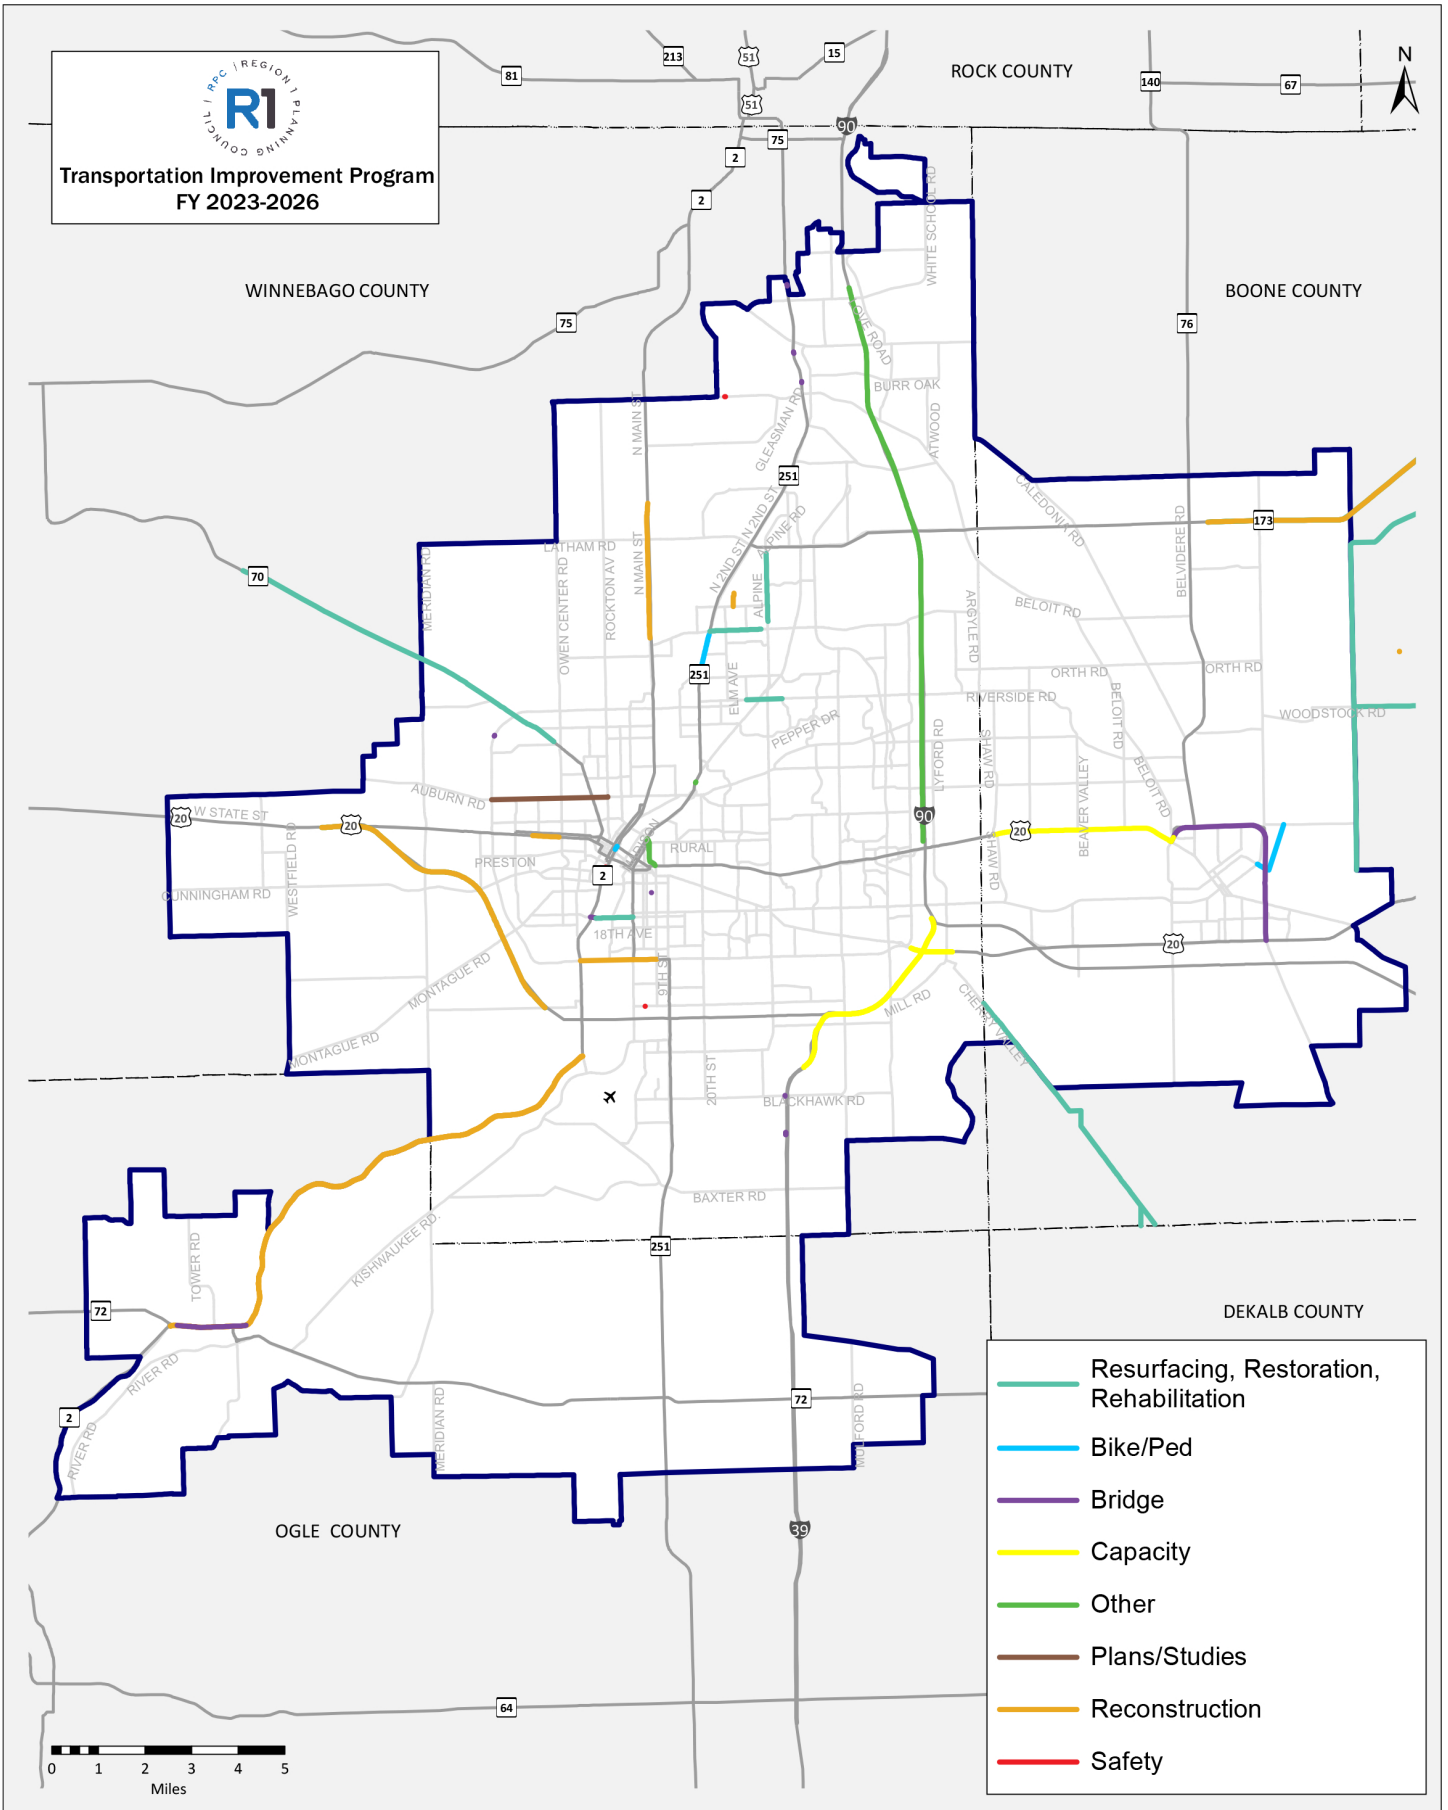 RPC | REGION 1 PLANNING COUNCIL |
R1
Transportation Improvement Program
FY 2023-2026
N
213
51
15
81
51
ROCK COUNTY
140
67
90
75
2
2
WHITE SCHOOL RD
WINNEBAGO COUNTY
BOONE COUNTY
75
76
BURR OAK
N MAIN ST
GLEASMAN RD
ATWOOD
251
CALEDONIA RD
N 2ND ST
ALPINE RD
173
BELVIDERE RD
LATHAM RD
MERIDIAN RD
OWEN CENTER RD
ROCKTON AV
N MAIN ST
N 2ND ST
ALPINE
70
ARGYLE RD
BELOIT RD
251
ELM AVE
ORTH RD
ORTH RD
RIVERSIDE RD
BELOIT RD
WOODSTOCK RD
PEPPER DR
LYFORD RD
SHAW RD
BELOIT RD
BEAVER VALLEY
AUBURN RD
W STATE ST
20
20
90
20
RURAL
PRESTON
2
SHAW RD
CUNNINGHAM RD
WESTFIELD RD
18TH AVE
20
9TH ST
MONTAGUE RD
MILL RD
CHERRY VALLEY
MONTAGUE RD
20TH ST
BLACKHAWK RD
BAXTER RD
KISHWAUKEE RD.
251
TOWER RD
72
DEKALB COUNTY
RIVER RD
2
RIVER RD
MERIDIAN RD
72
MULFORD RD
OGLE COUNTY
39
64
Resurfacing, Restoration,
Rehabilitation
Bike/Ped
Bridge
Capacity
Other
Plans/Studies
Reconstruction
Safety
0 1 2 3 4 5
Miles